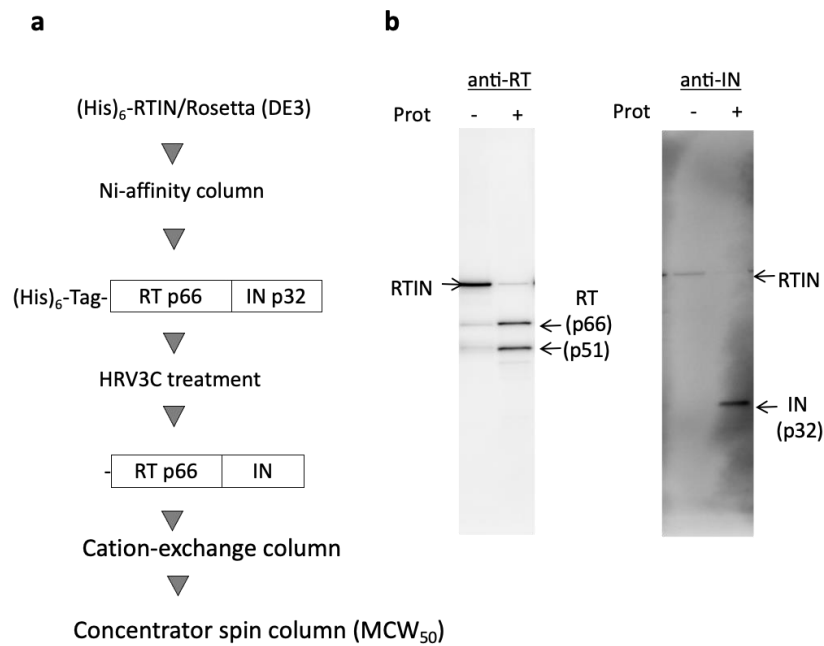 a
(His)6-RTIN/Rosetta (DE3)
Ni-affinity column
(His)6-Tag- RT p66 IN p32
HRV3C treatment
- RT p66 IN
Cation-exchange column
Concentrator spin column (MCW50)
b
anti-RT
Prot - +
RTIN
RT
(p66)
(p51)
anti-IN
Prot - +
RTIN
IN
(p32)